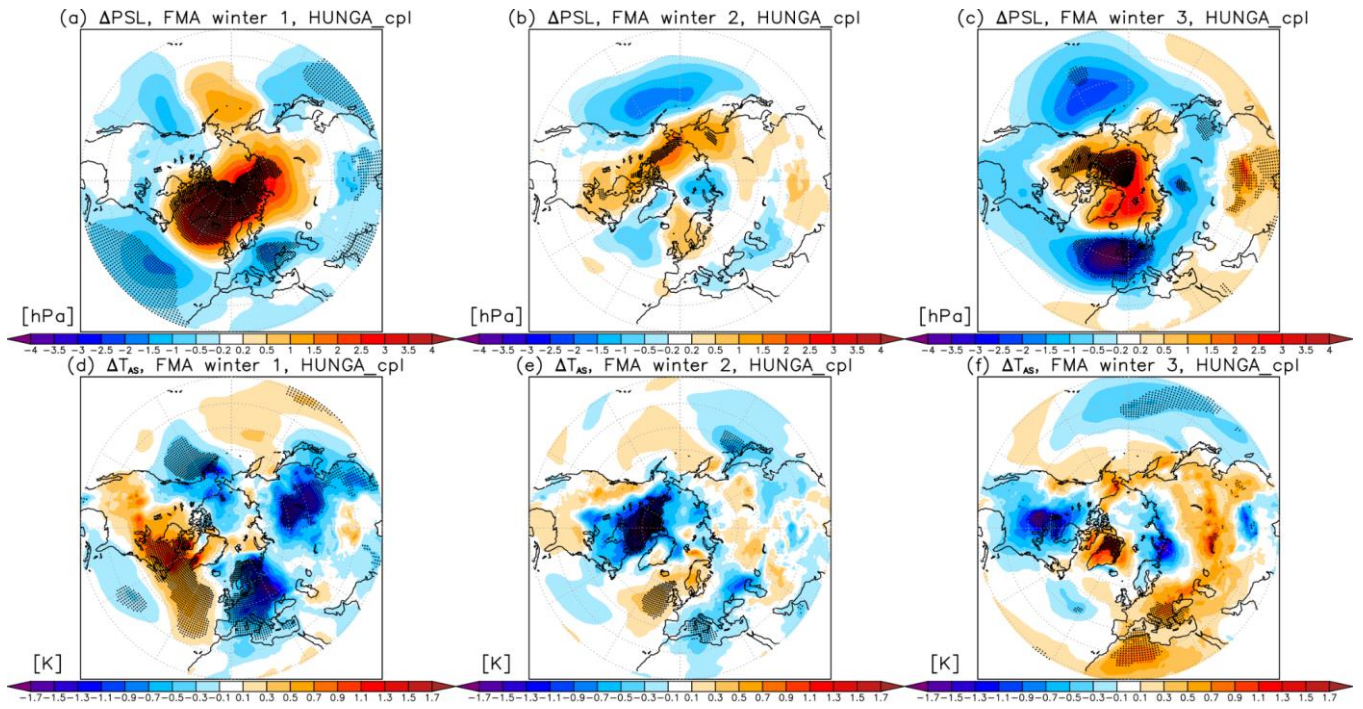 (a) ΔPSL, FMA winter 1, HUNGA_cpl
(b) ΔPSL, FMA winter 2, HUNGA_cpl
(c) ΔPSL, FMA winter 3, HUNGA_cpl
[hPa]
[hPa]
[hPa]
-4 -3.5 -3 -2.5 -2 -1.5 -1 -0.5 -0.2 0.2 0.5 1 1.5 2 2.5 3 3.5 4
-4 -3.5 -3 -2.5 -2 -1.5 -1 -0.5 -0.2 0.2 0.5 1 1.5 2 2.5 3 3.5 4
-4 -3.5 -3 -2.5 -2 -1.5 -1 -0.5 -0.2 0.2 0.5 1 1.5 2 2.5 3 3.5 4
(d) ΔTAS, FMA winter 1, HUNGA_cpl
(e) ΔTAS, FMA winter 2, HUNGA_cpl
(f) ΔTAS, FMA winter 3, HUNGA_cpl
[K]
[K]
[K]
-1.7 -1.5 -1.3 -1.1 -0.9 -0.7 -0.5 -0.3 -0.1 0.1 0.3 0.5 0.7 0.9 1.1 1.3 1.5 1.7
-1.7 -1.5 -1.3 -1.1 -0.9 -0.7 -0.5 -0.3 -0.1 0.1 0.3 0.5 0.7 0.9 1.1 1.3 1.5 1.7
-1.7 -1.5 -1.3 -1.1 -0.9 -0.7 -0.5 -0.3 -0.1 0.1 0.3 0.5 0.7 0.9 1.1 1.3 1.5 1.7